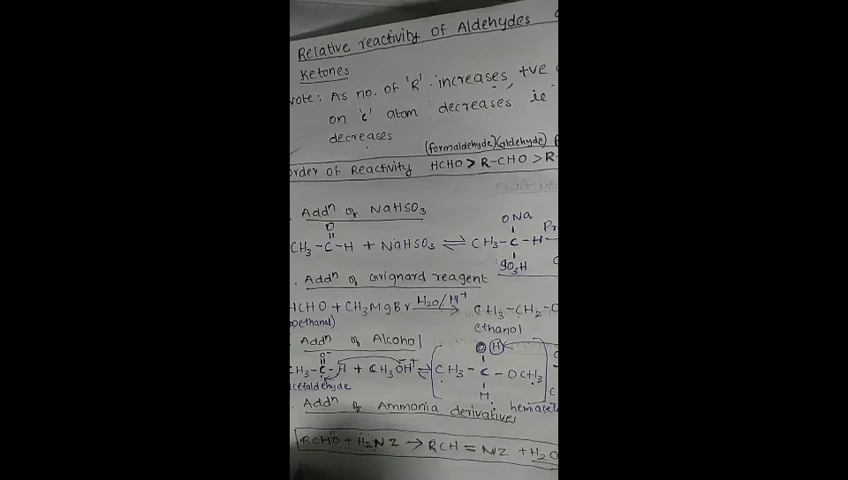 Relative reactivity of Aldehydes
Ketones
Note: As no. of 'R' increases, +ve
on 'c' atom decreases ie
decreases
(formaldehyde) (aldehyde)
order of Reactivity HCHO > R-CHO > R-
. Addⁿ of NaHSO3
O
ONa
CH3-C-H + NaHSO3 ⇌ CH3-C-H
SO3H
. Addⁿ of Grignard reagent
HCHO + CH3MgBr H2O/H+ → CH3-CH2-O
ethanol
. Addⁿ of Alcohol
O H
CH3-C-H + CH3OH ⇌ CH3-C-OCH3
acetaldehyde
H
hemiacet
. Addⁿ of Ammonia derivatives
RCHO + H2NZ → RCH = NZ + H2O